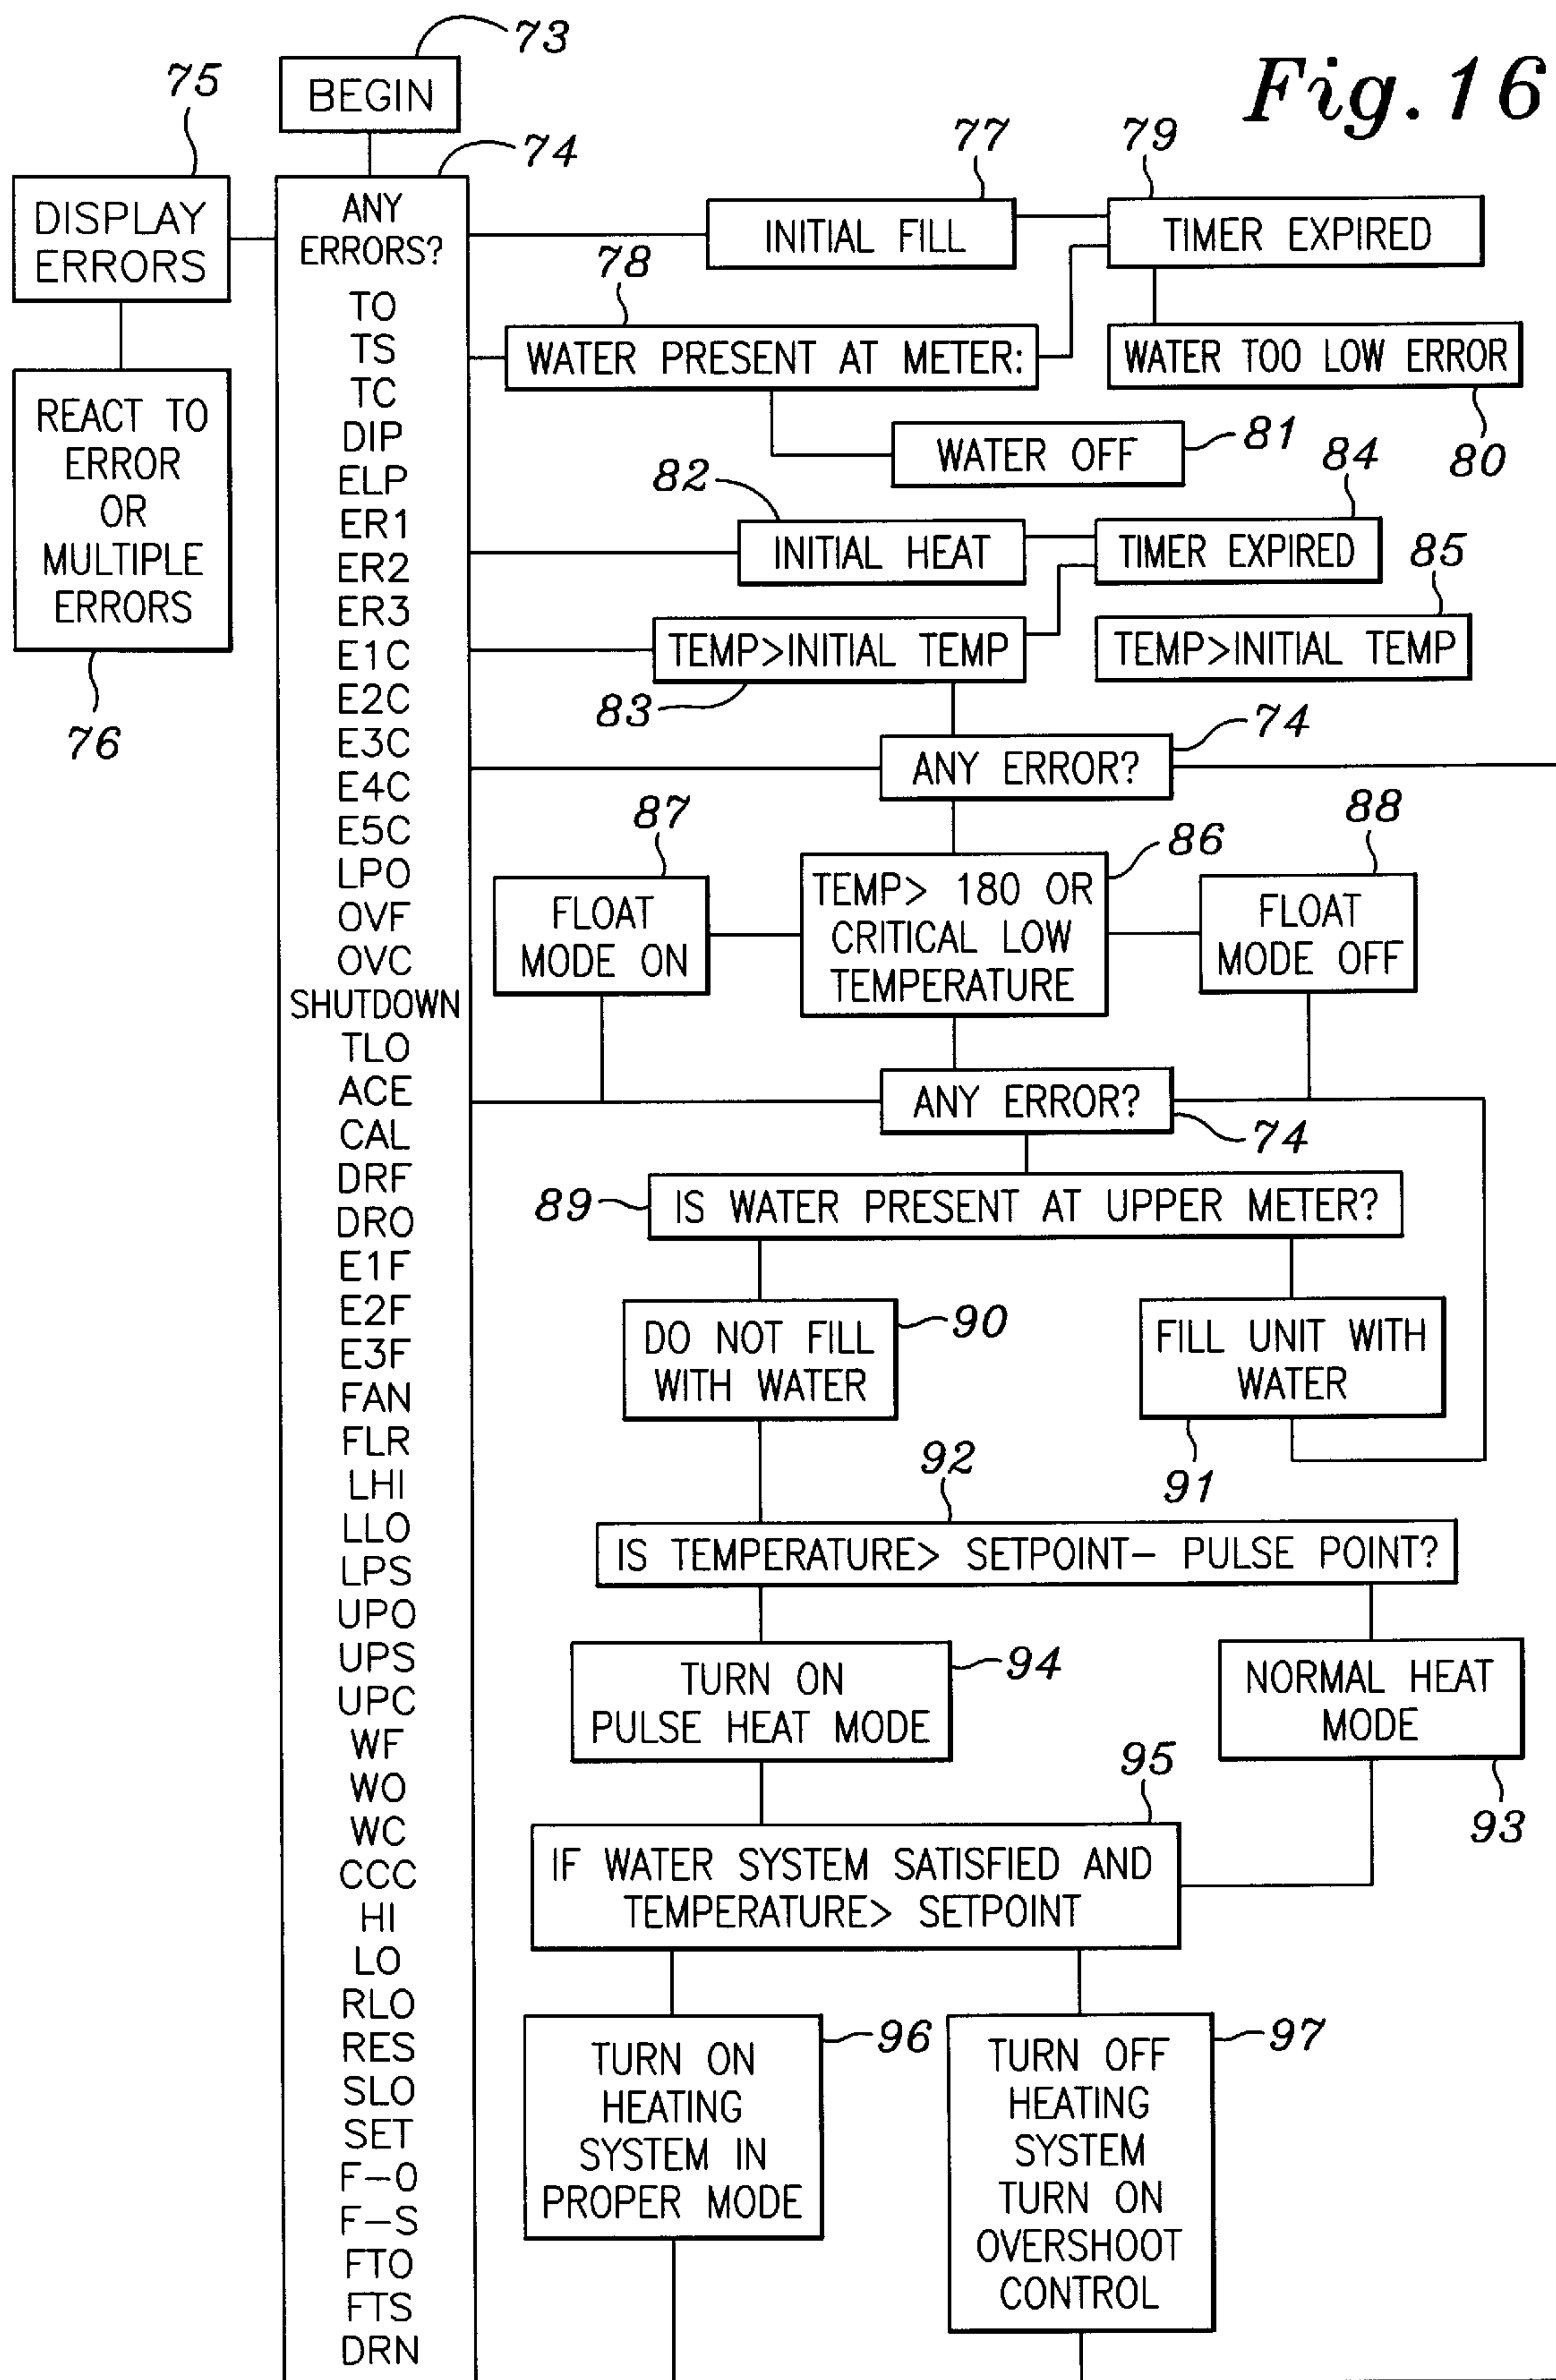 Fig. 16
73
BEGIN
75
DISPLAY
ERRORS
REACT TO
ERROR
OR
MULTIPLE
ERRORS
76
74
ANY
ERRORS?
TO
TS
TC
DIP
ELP
ER1
ER2
ER3
E1C
E2C
E3C
E4C
E5C
LPO
OVF
OVC
SHUTDOWN
TLO
ACE
CAL
DRF
DRO
E1F
E2F
E3F
FAN
FLR
LHI
LLO
LPS
UPO
UPS
UPC
WF
WO
WC
CCC
HI
LO
RLO
RES
SLO
SET
F-O
F-S
FTO
FTS
DRN
77
INITIAL FILL
79
TIMER EXPIRED
78
WATER PRESENT AT METER:
WATER TOO LOW ERROR
80
WATER OFF
81
82
INITIAL HEAT
84
TIMER EXPIRED
85
TEMP>INITIAL TEMP
83
TEMP>INITIAL TEMP
74
ANY ERROR?
87
FLOAT
MODE ON
86
TEMP> 180 OR
CRITICAL LOW
TEMPERATURE
88
FLOAT
MODE OFF
ANY ERROR?
74
89
IS WATER PRESENT AT UPPER METER?
DO NOT FILL
WITH WATER
90
FILL UNIT WITH
WATER
91
92
IS TEMPERATURE> SETPOINT- PULSE POINT?
TURN ON
PULSE HEAT MODE
94
NORMAL HEAT
MODE
93
95
IF WATER SYSTEM SATISFIED AND
TEMPERATURE> SETPOINT
TURN ON
HEATING
SYSTEM IN
PROPER MODE
96
TURN OFF
HEATING
SYSTEM
TURN ON
OVERSHOOT
CONTROL
97